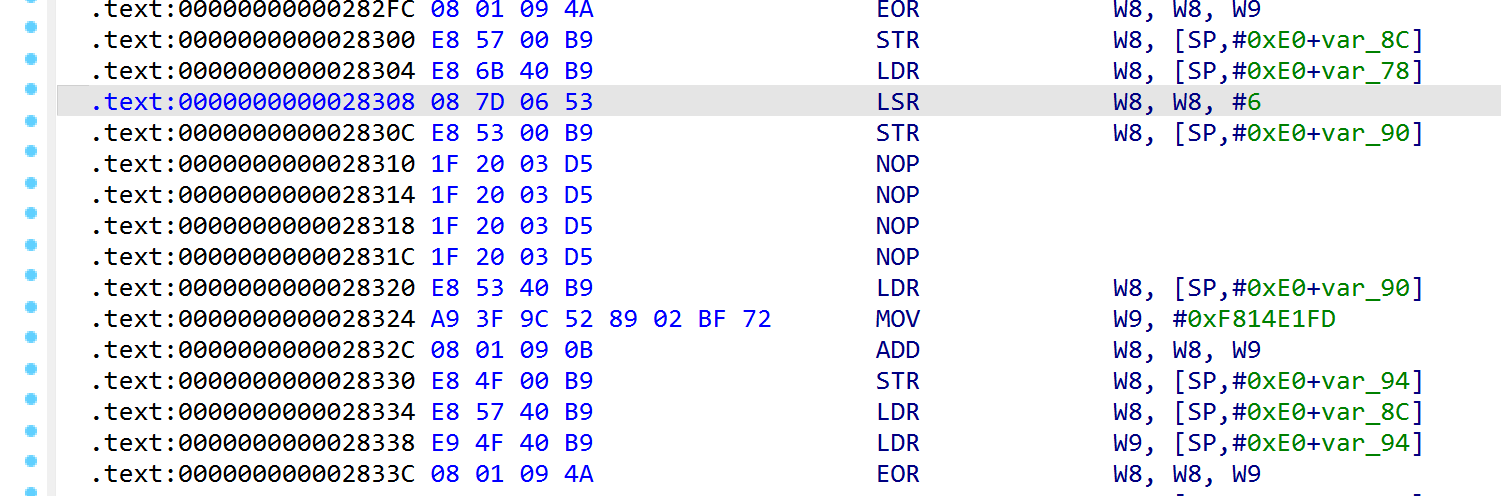 .text:00000000000282FC 08 01 09 4A EOR W8, W8, W9
.text:0000000000028300 E8 57 00 B9 STR W8, [SP,#0xE0+var_8C]
.text:0000000000028304 E8 6B 40 B9 LDR W8, [SP,#0xE0+var_78]
.text:0000000000028308 08 7D 06 53 LSR W8, W8, #6
.text:000000000002830C E8 53 00 B9 STR W8, [SP,#0xE0+var_90]
.text:0000000000028310 1F 20 03 D5 NOP
.text:0000000000028314 1F 20 03 D5 NOP
.text:0000000000028318 1F 20 03 D5 NOP
.text:000000000002831C 1F 20 03 D5 NOP
.text:0000000000028320 E8 53 40 B9 LDR W8, [SP,#0xE0+var_90]
.text:0000000000028324 A9 3F 9C 52 89 02 BF 72 MOV W9, #0xF814E1FD
.text:000000000002832C 08 01 09 0B ADD W8, W8, W9
.text:0000000000028330 E8 4F 00 B9 STR W8, [SP,#0xE0+var_94]
.text:0000000000028334 E8 57 40 B9 LDR W8, [SP,#0xE0+var_8C]
.text:0000000000028338 E9 4F 40 B9 LDR W9, [SP,#0xE0+var_94]
.text:000000000002833C 08 01 09 4A EOR W8, W8, W9